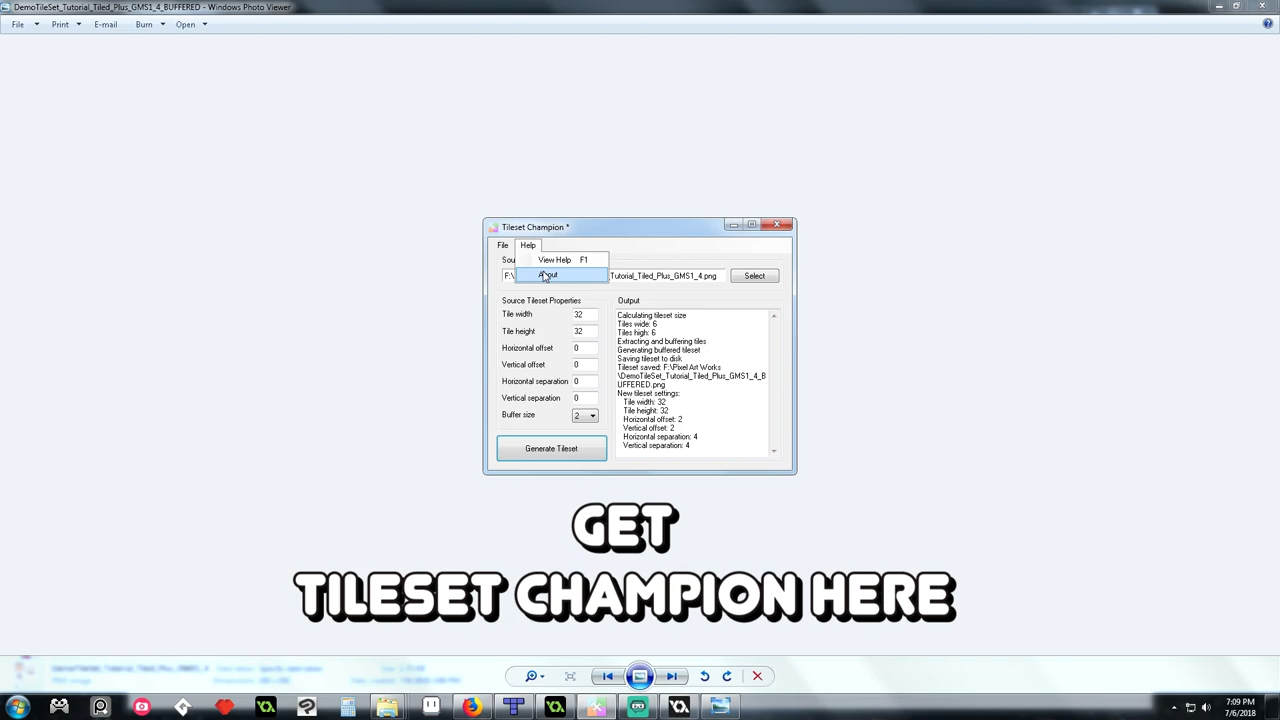 DemoTileSet_Tutorial_Tiled_Plus_GMS1_4_BUFFERED - Windows Photo Viewer
File Print E-mail Burn Open
Tileset Champion *
File Help
View Help F1
About
Sou
F:\ Tutorial_Tiled_Plus_GMS1_4.png Select
Source Tileset Properties
Tile width 32
Tile height 32
Horizontal offset 0
Vertical offset 0
Horizontal separation 0
Vertical separation 0
Buffer size 2
Generate Tileset
Output
Calculating tileset size
Tiles wide: 6
Tiles high: 6
Extracting and buffering tiles
Generating buffered tileset
Saving tileset to disk
Tileset saved: F:\Pixel Art Works
\DemoTileSet_Tutorial_Tiled_Plus_GMS1_4_B
UFFERED.png
New tileset settings:
Tile width: 32
Tile height: 32
Horizontal offset: 2
Vertical offset: 2
Horizontal separation: 4
Vertical separation: 4
GET
TILESET CHAMPION HERE
7:09 PM
7/6/2018